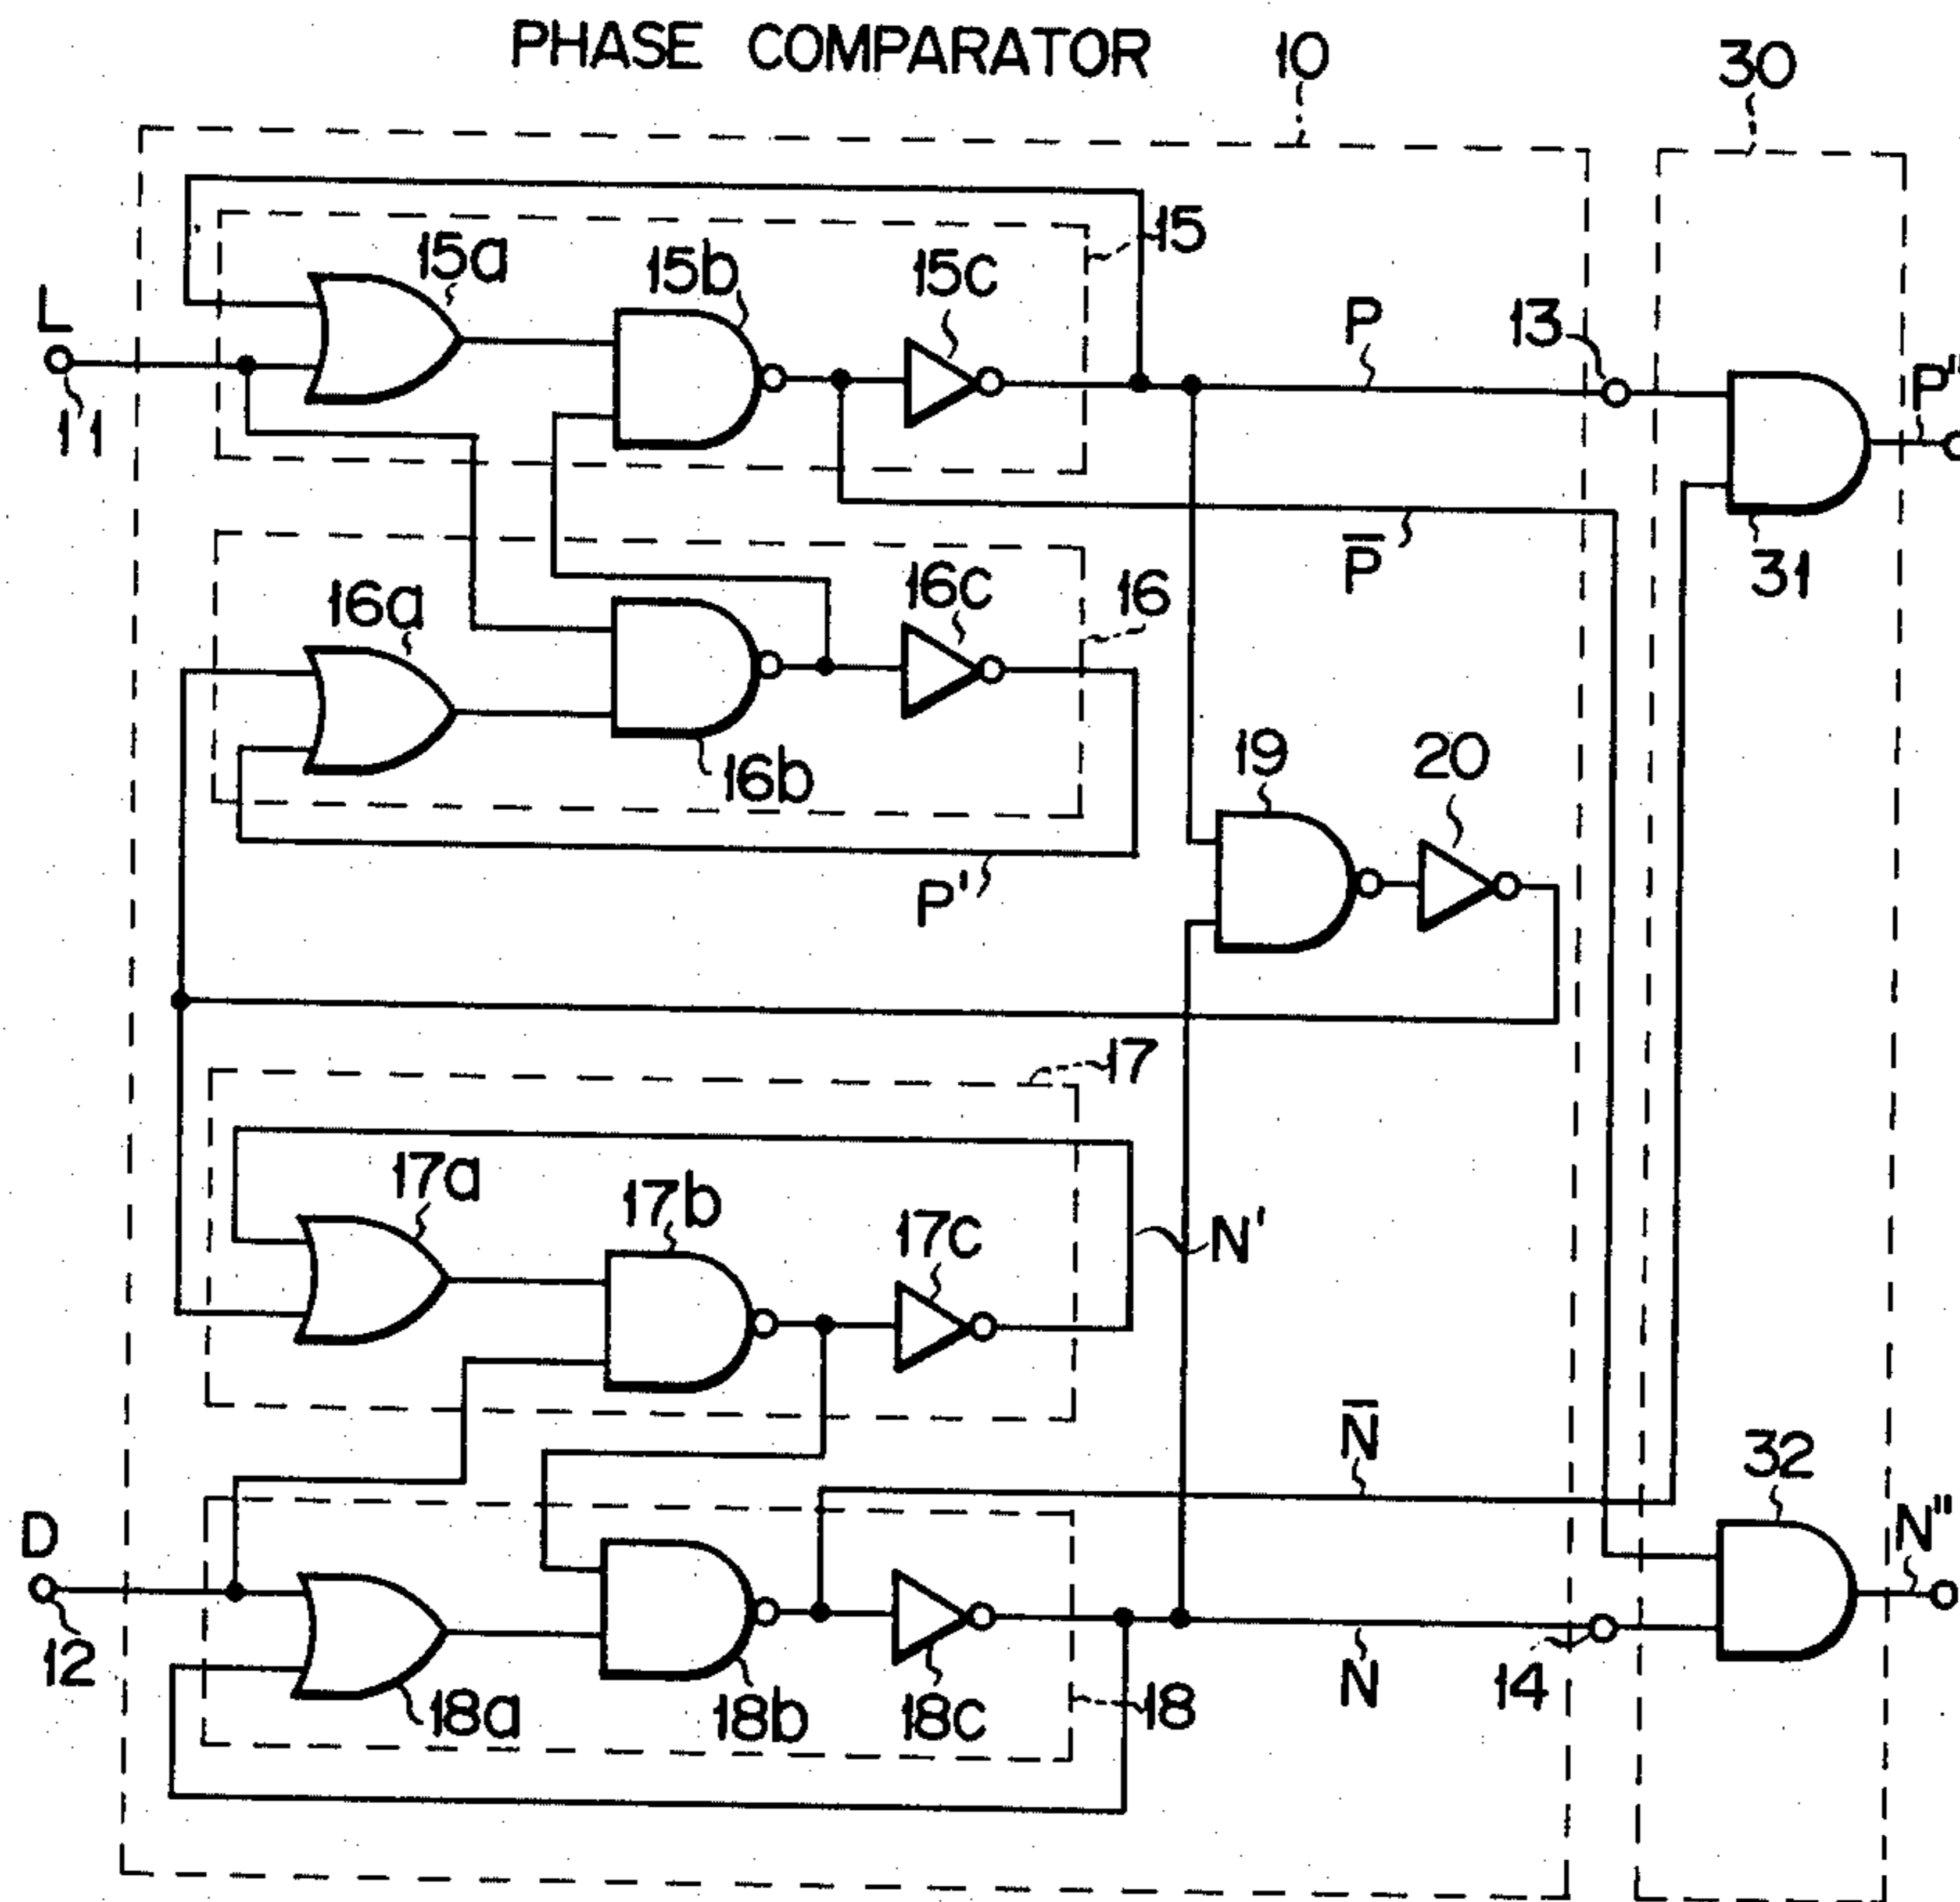 PHASE COMPARATOR
10
30
15
15a
15b
15c
L
11
P
13
P"
P̅
31
16a
16c
16
16b
19
20
P'
17
17a
17b
17c
N'
N̅
32
D
12
N"
18a
18b
18c
18
N
14